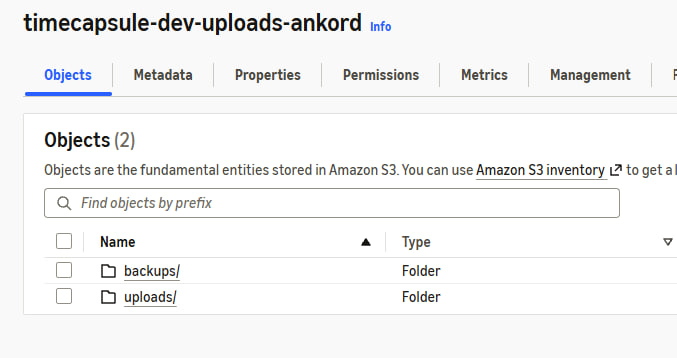 timecapsule-dev-uploads-ankord Info
Objects Metadata Properties Permissions Metrics Management
Objects (2)
Objects are the fundamental entities stored in Amazon S3. You can use Amazon S3 inventory to get a
Find objects by prefix
Name Type
backups/ Folder
uploads/ Folder